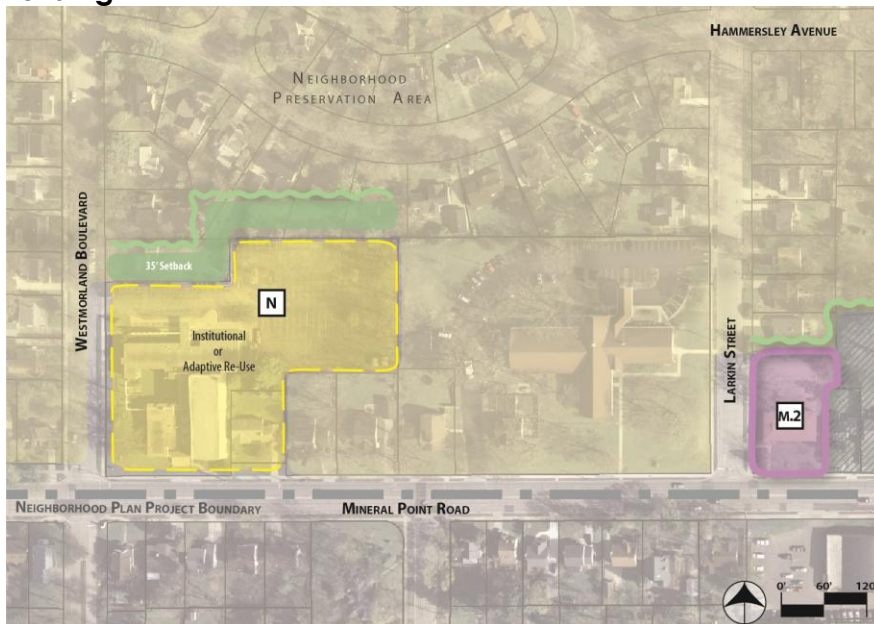 HAMMERSLEY AVENUE
NEIGHBORHOOD
PRESERVATION AREA
WESTMORLAND BOULEVARD
35' Setback
N
Institutional
or
Adaptive Re-Use
LARKIN STREET
M.2
NEIGHBORHOOD PLAN PROJECT BOUNDARY
MINERAL POINT ROAD
0' 60' 120